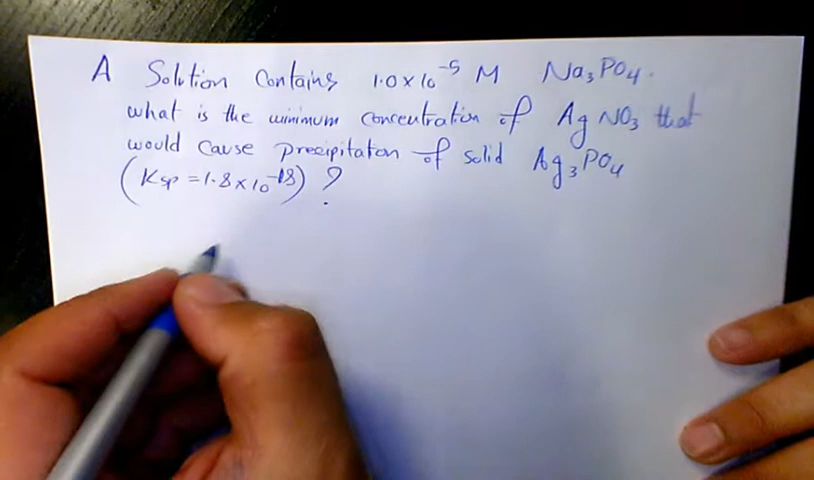 A Solution Contains 1.0 × 10⁻⁵ M Na₃PO₄.
what is the minimum concentration of AgNO₃ that
would cause precipitation of solid Ag₃PO₄
(Ksp = 1.8 × 10⁻¹⁸) ?